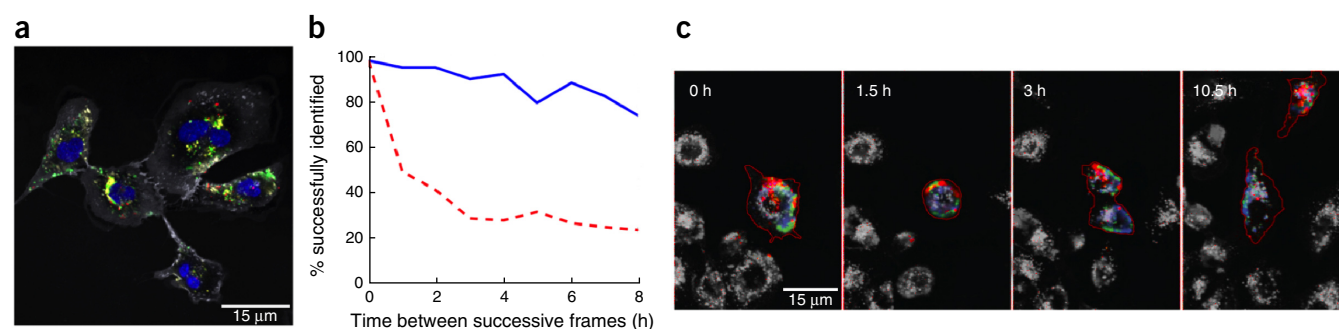 a
15 μm
b
% successfully identified
100
80
60
40
20
0
0 2 4 6 8
Time between successive frames (h)
c
0 h 1.5 h 3 h 10.5 h
15 μm